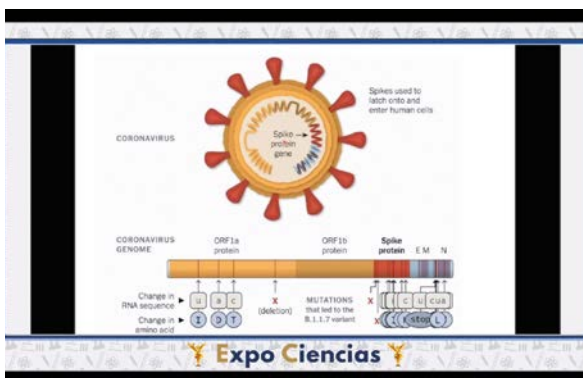 Spikes used to
latch onto and
enter human cells
CORONAVIRUS
Spike
protein
gene
CORONAVIRUS
GENOME
ORF1a
protein
ORF1b
protein
Spike
protein
E M
N
Change in
RNA sequence
u
a
c
x
(deletion)
MUTATIONS
that led to the
B.1.1.7 variant
x
c
u
cua
Change in
amino acid
I
D
T
x
I
stop
L
Expo Ciencias